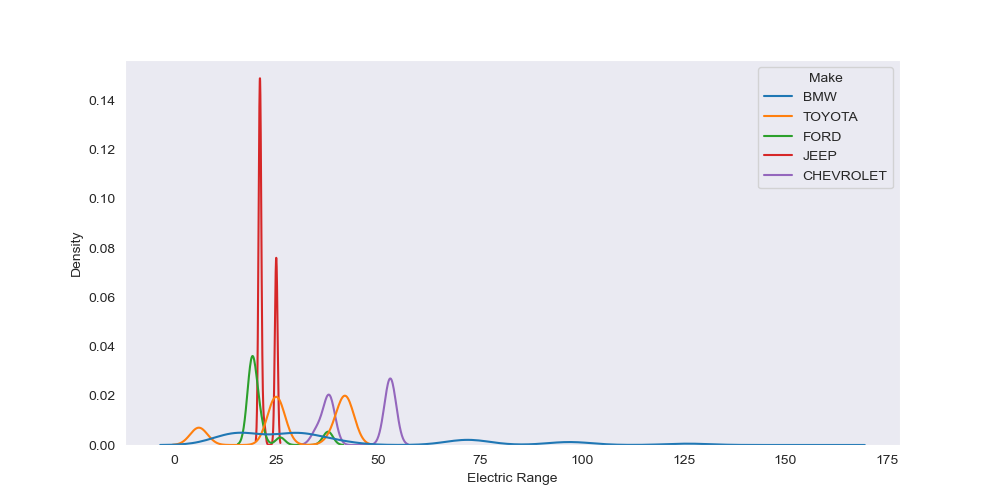 Make
BMW
TOYOTA
FORD
JEEP
CHEVROLET
Density
0.14
0.12
0.10
0.08
0.06
0.04
0.02
0.00
0 25 50 75 100 125 150 175
Electric Range